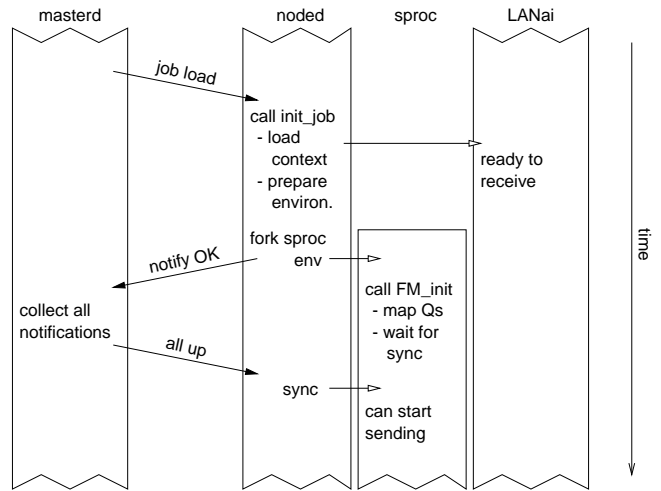 masterd
noded
sproc
LANai
job load
call init_job
- load
context
- prepare
environ.
ready to
receive
fork sproc
env
notify OK
call FM_init
- map Qs
- wait for
sync
collect all
notifications
all up
sync
can start
sending
time